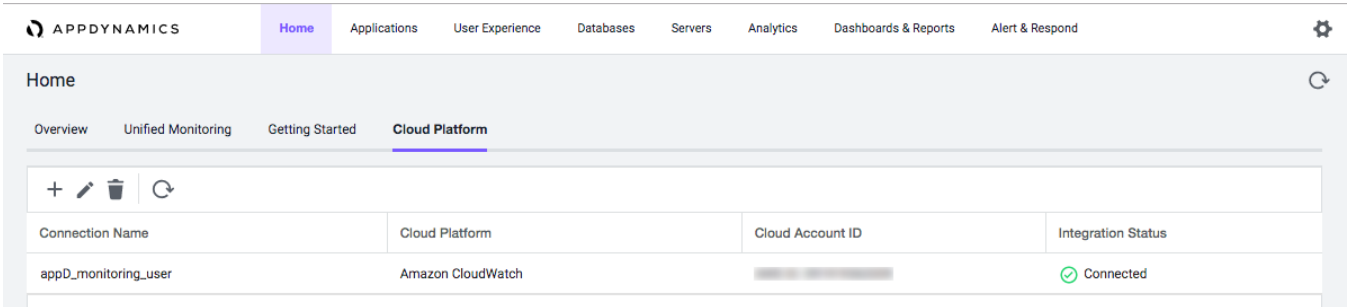 APPDYNAMICS Home Applications User Experience Databases Servers Analytics Dashboards & Reports Alert & Respond
Home
Overview Unified Monitoring Getting Started Cloud Platform
Connection Name Cloud Platform Cloud Account ID Integration Status
appD_monitoring_user Amazon CloudWatch Connected